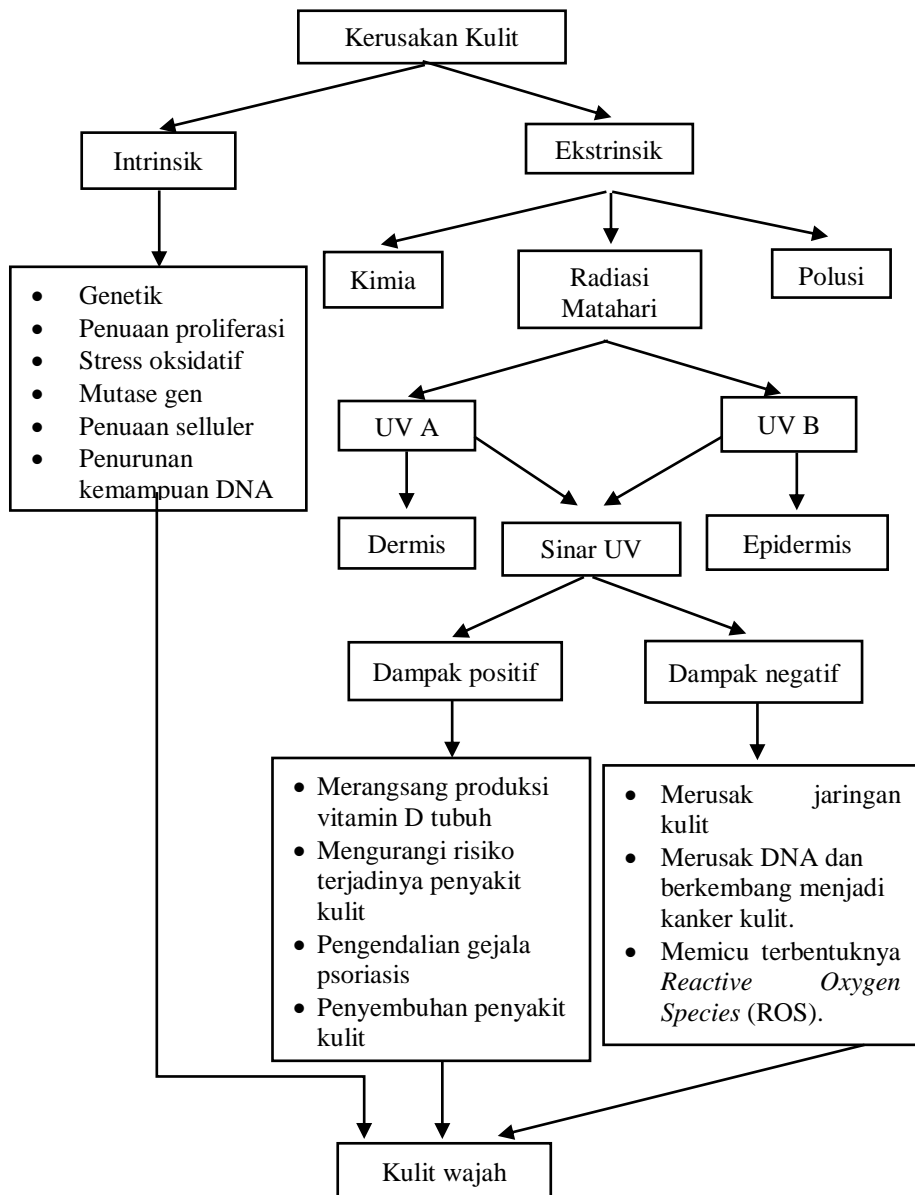 Kerusakan Kulit
Intrinsik
Ekstrinsik
Kimia
Radiasi
Matahari
Polusi
• Genetik
• Penuaan proliferasi
• Stress oksidatif
• Mutase gen
• Penuaan selluler
• Penurunan
kemampuan DNA
UV A
UV B
Dermis
Sinar UV
Epidermis
Dampak positif
Dampak negatif
• Merangsang produksi
vitamin D tubuh
• Mengurangi risiko
terjadinya penyakit
kulit
• Pengendalian gejala
psoriasis
• Penyembuhan penyakit
kulit
• Merusak jaringan
kulit
• Merusak DNA dan
berkembang menjadi
kanker kulit.
• Memicu terbentuknya
Reactive Oxygen
Species (ROS).
Kulit wajah